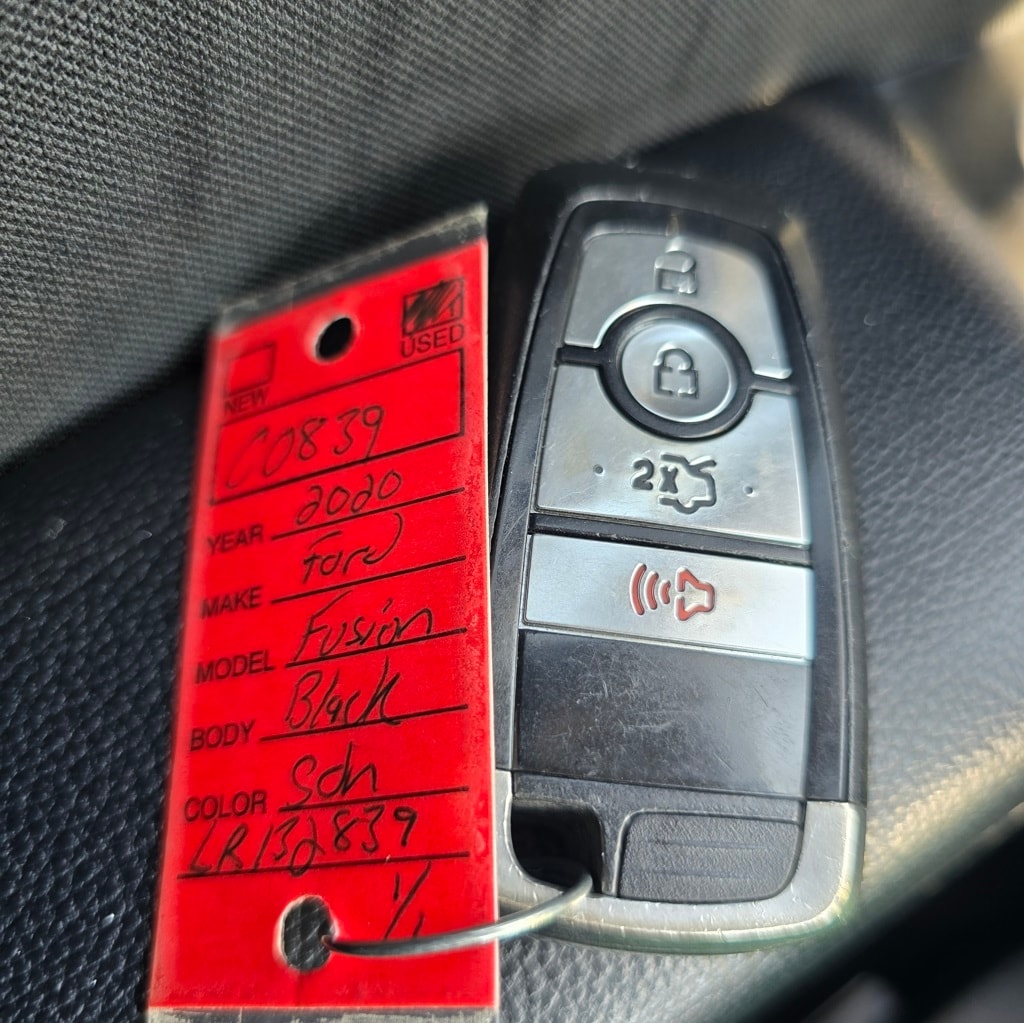 USED
NEW
C0839
YEAR 2020
MAKE Ford
MODEL Fusion
BODY Black
COLOR Sdn
LR132839
1/1
2x